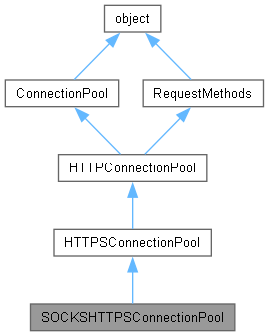 object
ConnectionPool
RequestMethods
HTTPConnectionPool
HTTPSConnectionPool
SOCKSHTTPSConnectionPool